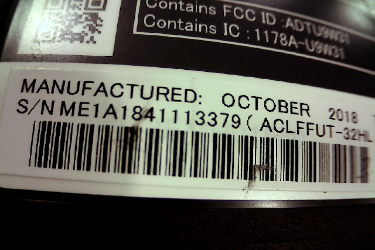 Contains FCC ID : ADTU9W31
Contains IC : 1178A-U9W31
MANUFACTURED: OCTOBER 2018
S/N ME1A1841113379 ( ACLFFUT-32HL